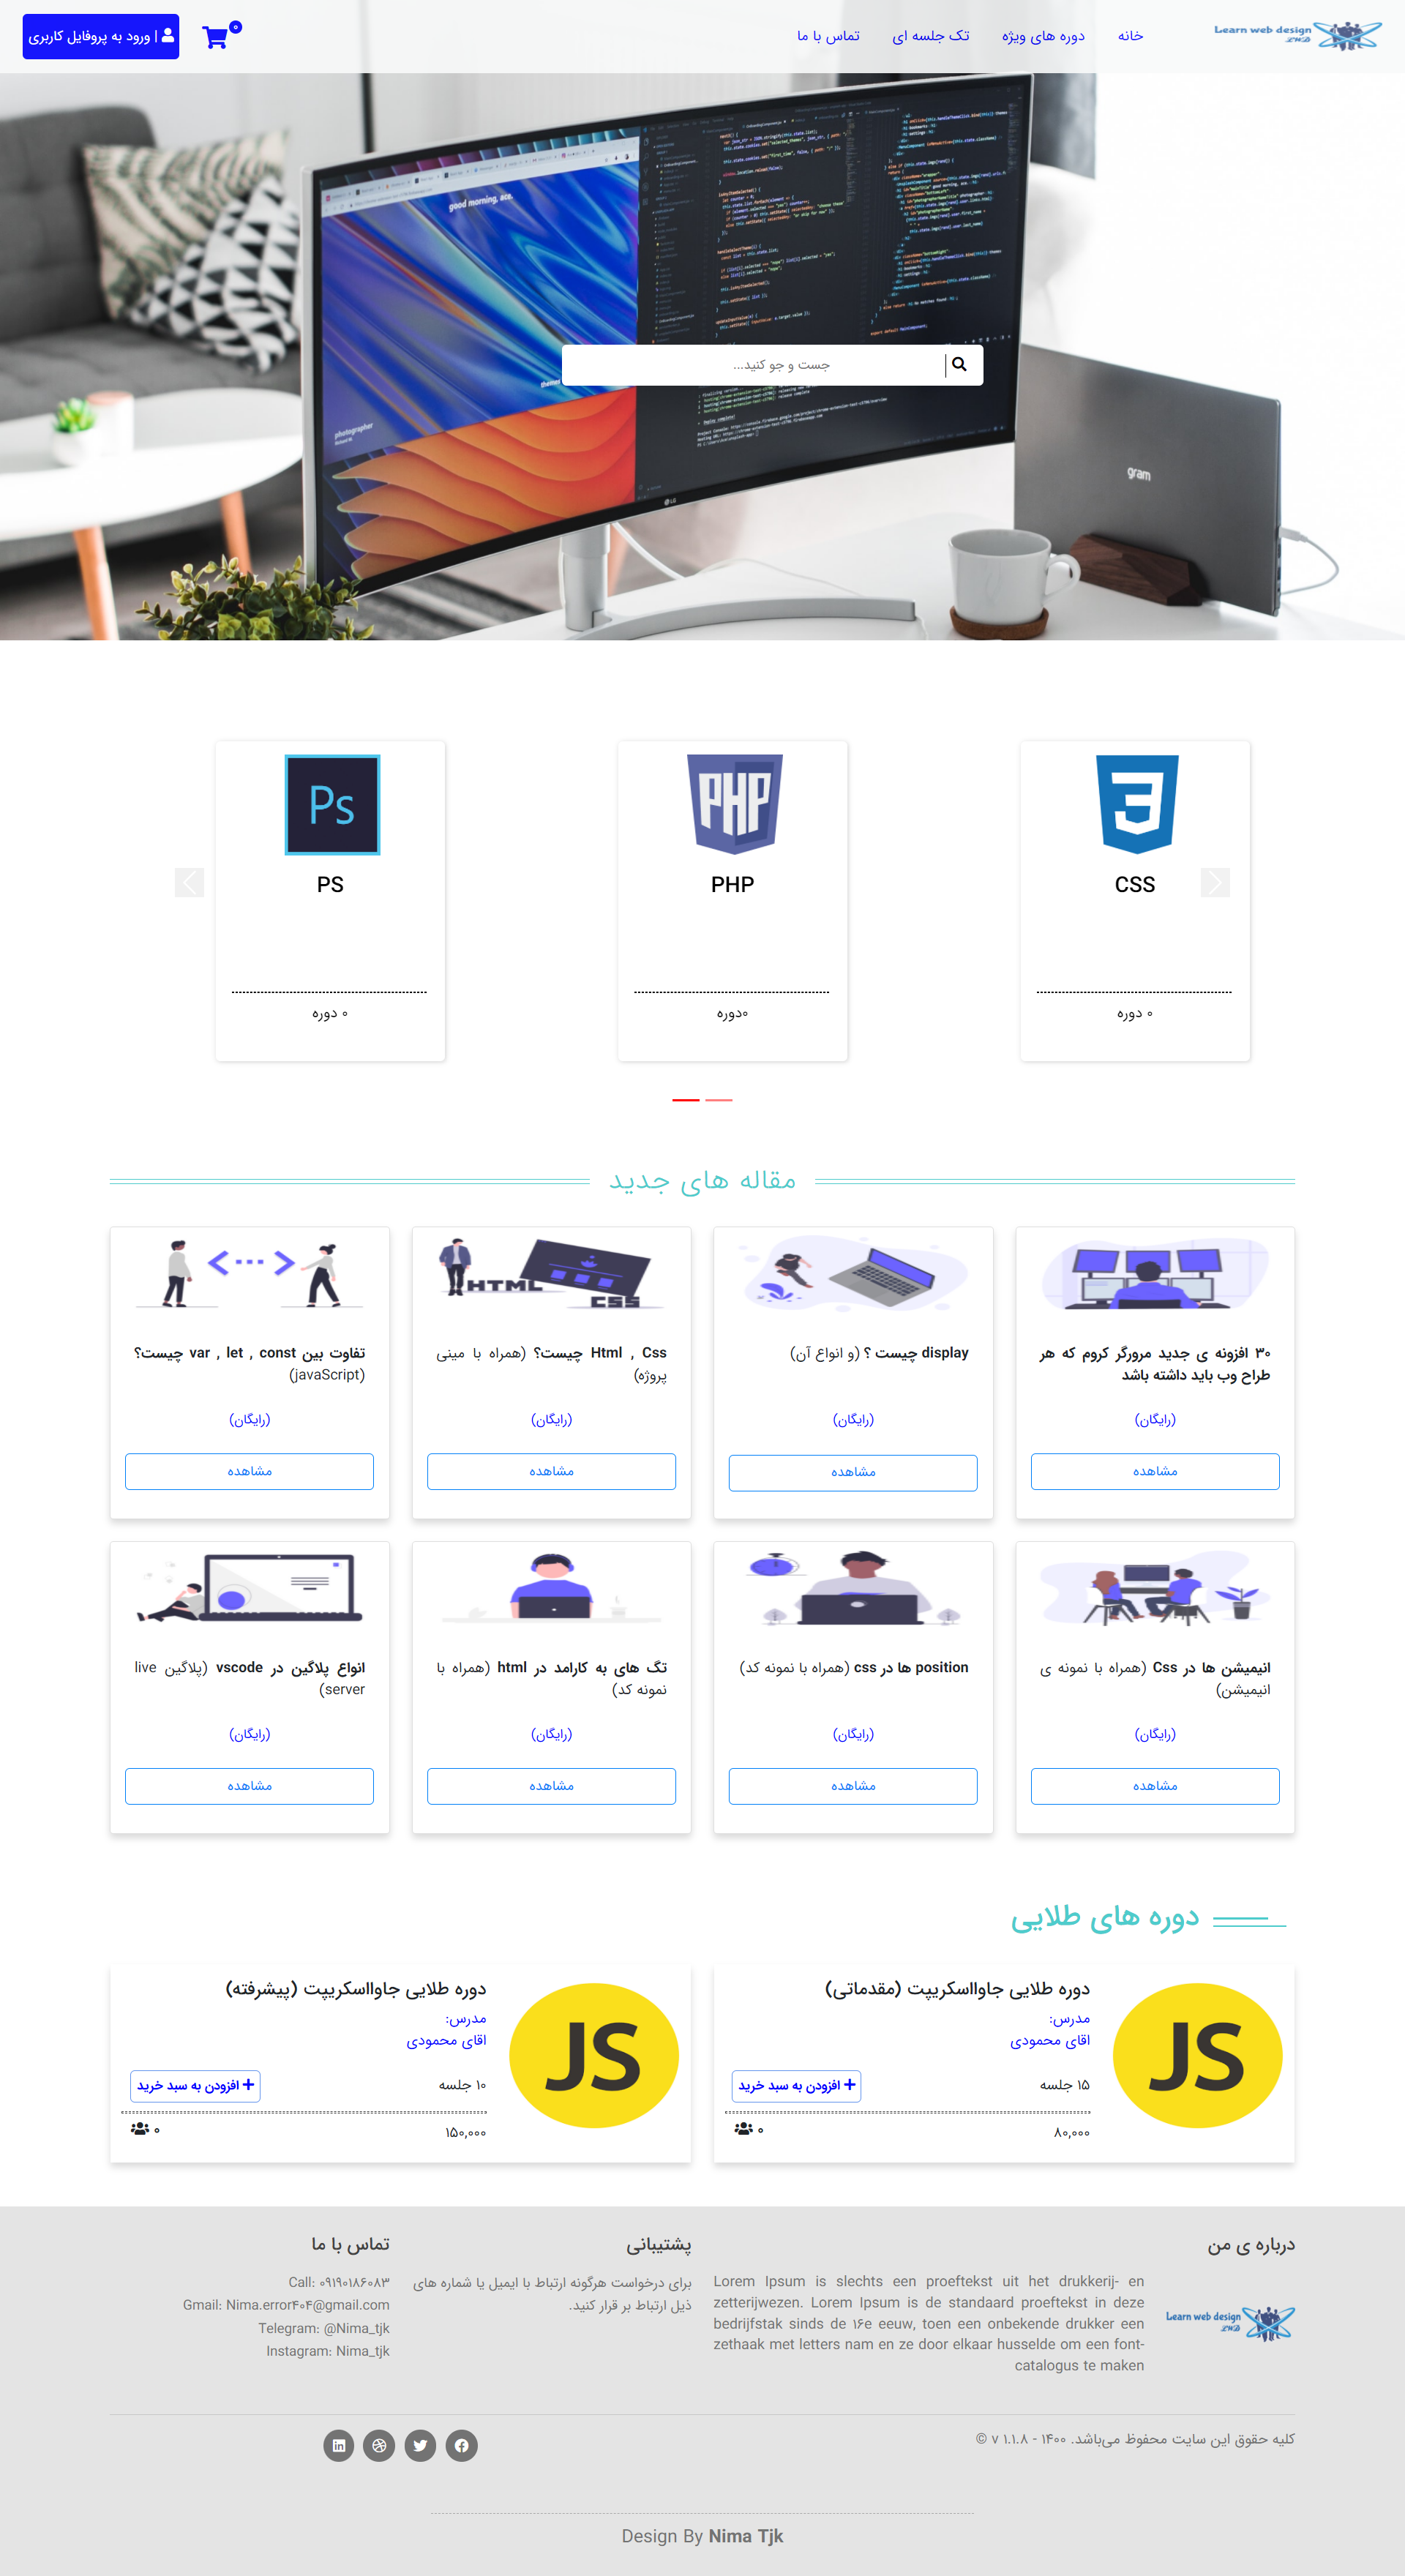 Learn web design
LWD
خانه
دوره های ویژه
تک جلسه ای
تماس با ما
۰
| ورود به پروفایل کاربری
good morning, ace.
photographer
gram
LG
جست و جو کنید...
CSS
۰ دوره
PHP
PHP
۰دوره
Ps
PS
۰ دوره
مقاله های جدید
۳۰ افزونه ی جدید مرورگر کروم که هر
طراح وب باید داشته باشد
(رایگان)
مشاهده
display چیست ؟ (و انواع آن)
(رایگان)
مشاهده
HTML
CSS
Html , Css چیست؟ (همراه با مینی
پروژه)
(رایگان)
مشاهده
تفاوت بین var , let , const چیست؟
(javaScript)
(رایگان)
مشاهده
انیمیشن ها در Css (همراه با نمونه ی
انیمیشن)
(رایگان)
مشاهده
position ها در css (همراه با نمونه کد)
(رایگان)
مشاهده
تگ های به کارامد در html (همراه با
نمونه کد)
(رایگان)
مشاهده
انواع پلاگین در vscode (پلاگین live
server)
(رایگان)
مشاهده
دوره های طلایی
JS
دوره طلایی جاوااسکریپت (مقدماتی)
مدرس:
اقای محمودی
۱۵ جلسه
+ افزودن به سبد خرید
۸۰,۰۰۰
۰
JS
دوره طلایی جاوااسکریپت (پیشرفته)
مدرس:
اقای محمودی
۱۰ جلسه
+ افزودن به سبد خرید
۱۵۰,۰۰۰
۰
درباره ی من
Learn web design
LWD
Lorem Ipsum is slechts een proeftekst uit het drukkerij- en
zetterijwezen. Lorem Ipsum is de standaard proeftekst in deze
bedrijfstak sinds de ۱۶e eeuw, toen een onbekende drukker een
zethaak met letters nam en ze door elkaar husselde om een font-
catalogus te maken
پشتیبانی
برای درخواست هرگونه ارتباط با ایمیل یا شماره های
ذیل ارتباط بر قرار کنید.
تماس با ما
Call: ۰۹۱۹۰۱۸۶۰۸۳
Gmail: Nima.error۴۰۴@gmail.com
Telegram: @Nima_tjk
Instagram: Nima_tjk
کلیه حقوق این سایت محفوظ می‌باشد. ۱۴۰۰ - v ۱.۱.۸ ©
Design By Nima Tjk